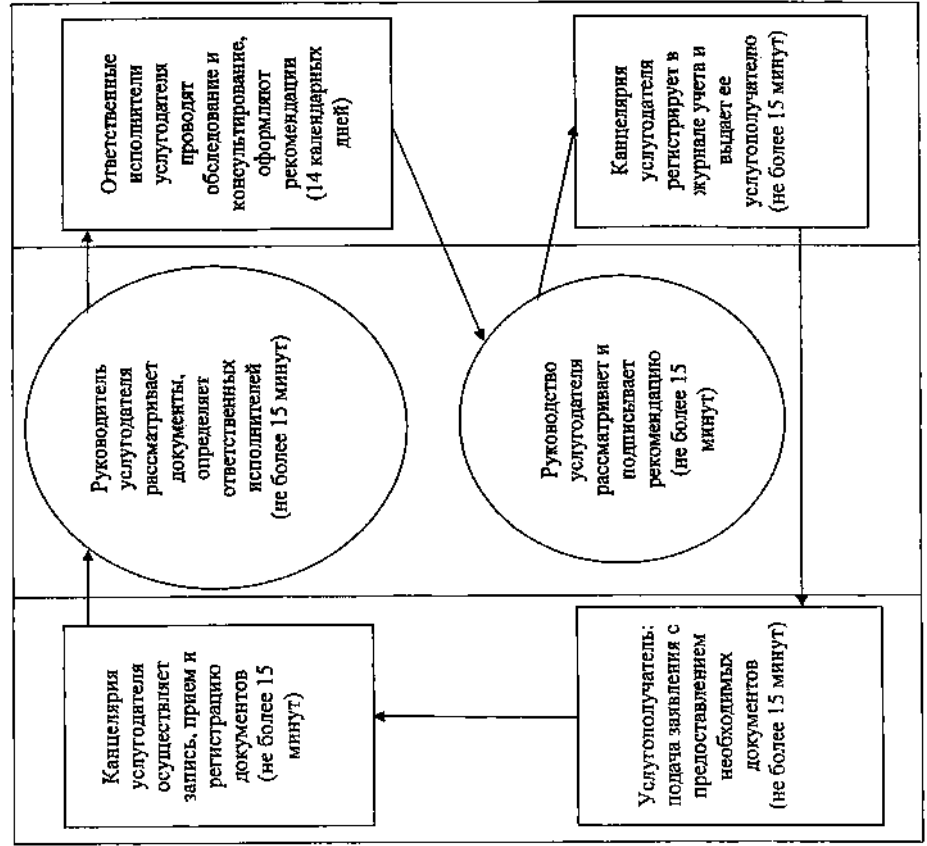 Канцелярия
услугодателя
осуществляет
запись, прием и
регистрацию
документов
(не более 15
минут)
Руководитель
услугодателя
рассматривает
документы,
определяет
ответственных
исполнителей
(не более 15 минут)
Ответственные
исполнители
услугодателя
проводят
обследование и
консультирование,
оформляют
рекомендации
(14 календарных
дней)
Услугополучатель:
подача заявления с
предоставлением
необходимых
документов
(не более 15 минут)
Руководство
услугодателя
рассматривает и
подписывает
рекомендацию
(не более 15
минут)
Канцелярия
услугодателя
регистрирует в
журнале учета и
выдает ее
услугополучателю
(не более 15 минут)